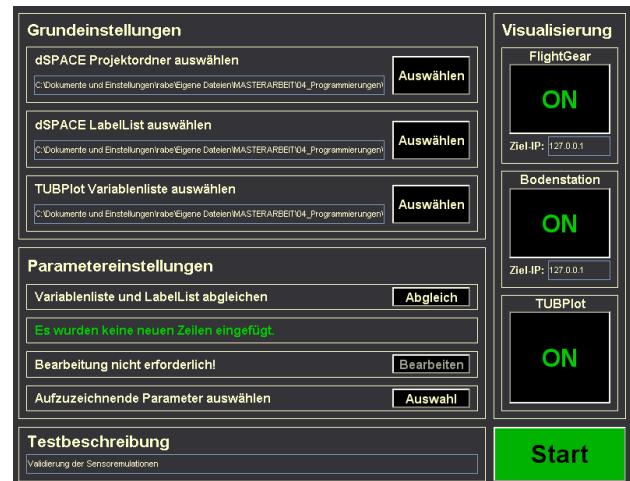 Grundeinstellungen
dSPACE Projektordner auswählen
C:\Dokumente und Einstellungen\rabe\Eigene Dateien\MASTERARBEIT\04_Programmierungen\
Auswählen
dSPACE LabelList auswählen
C:\Dokumente und Einstellungen\rabe\Eigene Dateien\MASTERARBEIT\04_Programmierungen\
Auswählen
TUBPlot Variablenliste auswählen
C:\Dokumente und Einstellungen\rabe\Eigene Dateien\MASTERARBEIT\04_Programmierungen\
Auswählen
Parametereinstellungen
Variablenliste und LabelList abgleichen
Abgleich
Es wurden keine neuen Zeilen eingefügt.
Bearbeitung nicht erforderlich!
Bearbeiten
Aufzuzeichnende Parameter auswählen
Auswahl
Testbeschreibung
Validierung der Sensoremulationen
Visualisierung
FlightGear
ON
Ziel-IP: 127.0.0.1
Bodenstation
ON
Ziel-IP: 127.0.0.1
TUBPlot
ON
Start